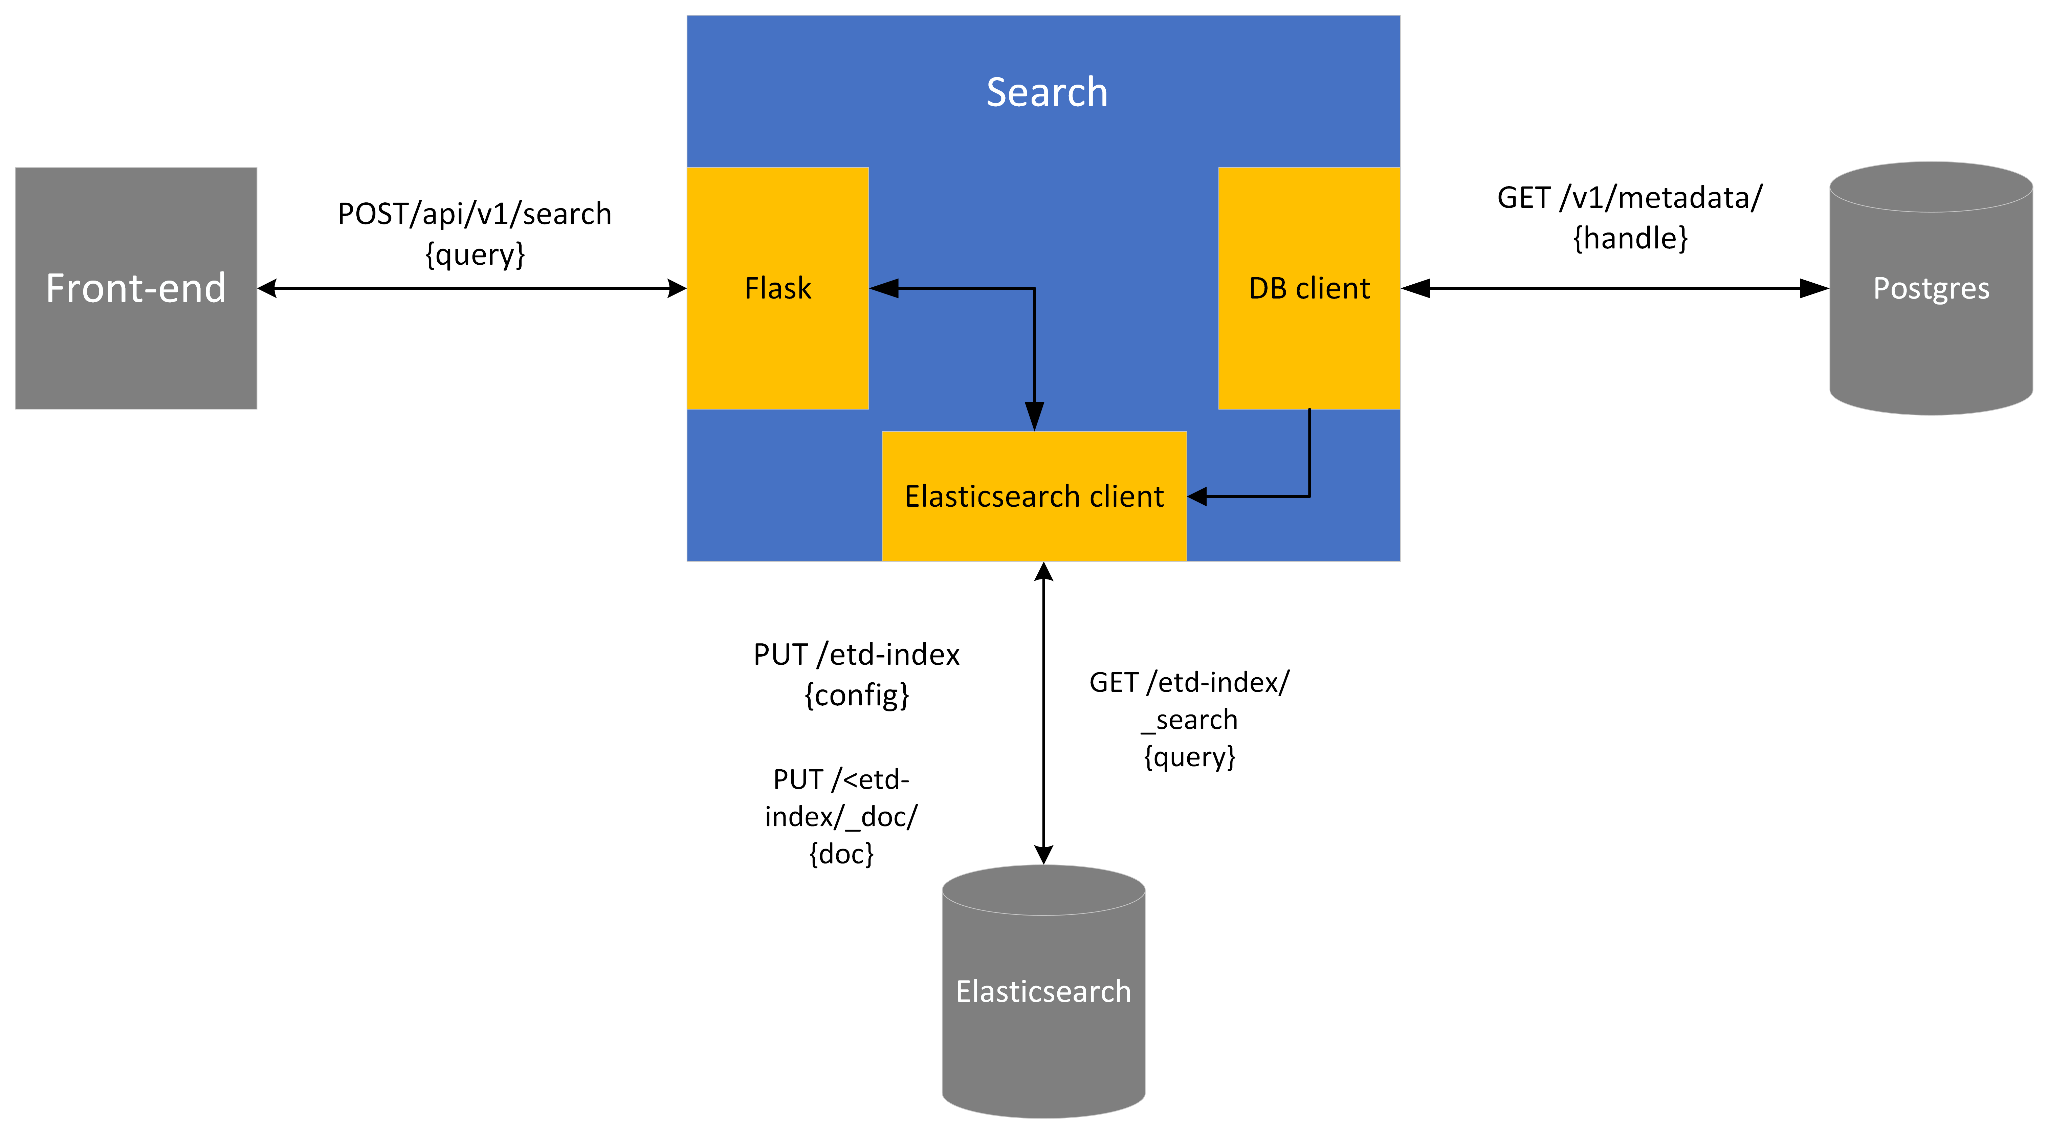 Search
Front-end
POST/api/v1/search
{query}
Flask
DB client
GET /v1/metadata/
{handle}
Postgres
Elasticsearch client
PUT /etd-index
{config}
GET /etd-index/
_search
{query}
PUT /<etd-
index/_doc/
{doc}
Elasticsearch